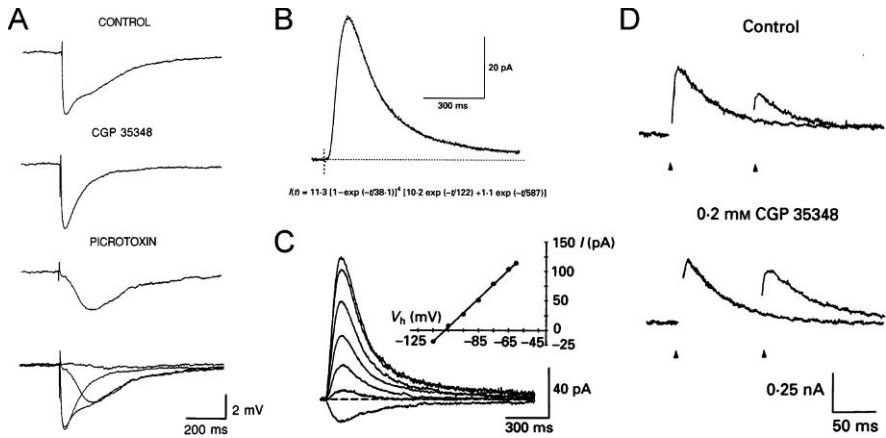 A
CONTROL
CGP 35348
PICROTOXIN
2 mV
200 ms
B
20 pA
300 ms
I(t) = 11·3 [1−exp (−t/38·1)]⁴ [10·2 exp (−t/122) +1·1 exp (−t/587)]
C
150 I (pA)
100
50
0
−25
Vh (mV)
−125 −85 −65 −45
40 pA
300 ms
D
Control
0·2 mM CGP 35348
0·25 nA
50 ms